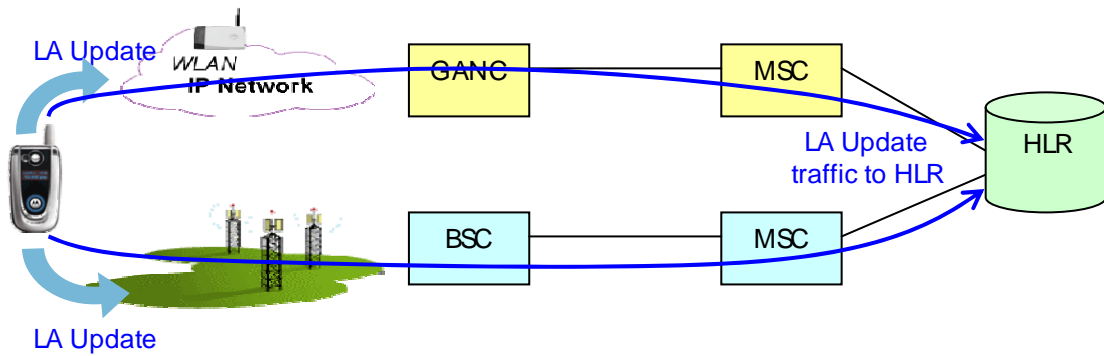 LA Update
WLAN
IP Network
GANC
MSC
HLR
LA Update
traffic to HLR
BSC
MSC
LA Update